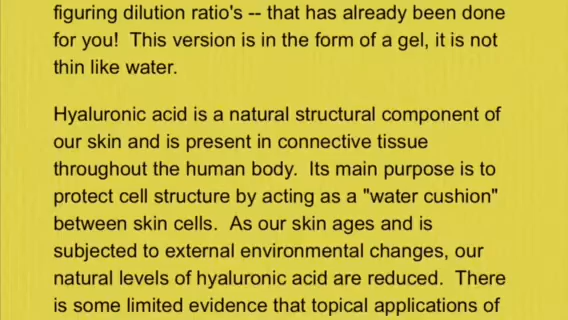 figuring dilution ratio's -- that has already been done
for you!  This version is in the form of a gel, it is not
thin like water.
Hyaluronic acid is a natural structural component of
our skin and is present in connective tissue
throughout the human body.  Its main purpose is to
protect cell structure by acting as a "water cushion"
between skin cells.  As our skin ages and is
subjected to external environmental changes, our
natural levels of hyaluronic acid are reduced.  There
is some limited evidence that topical applications of